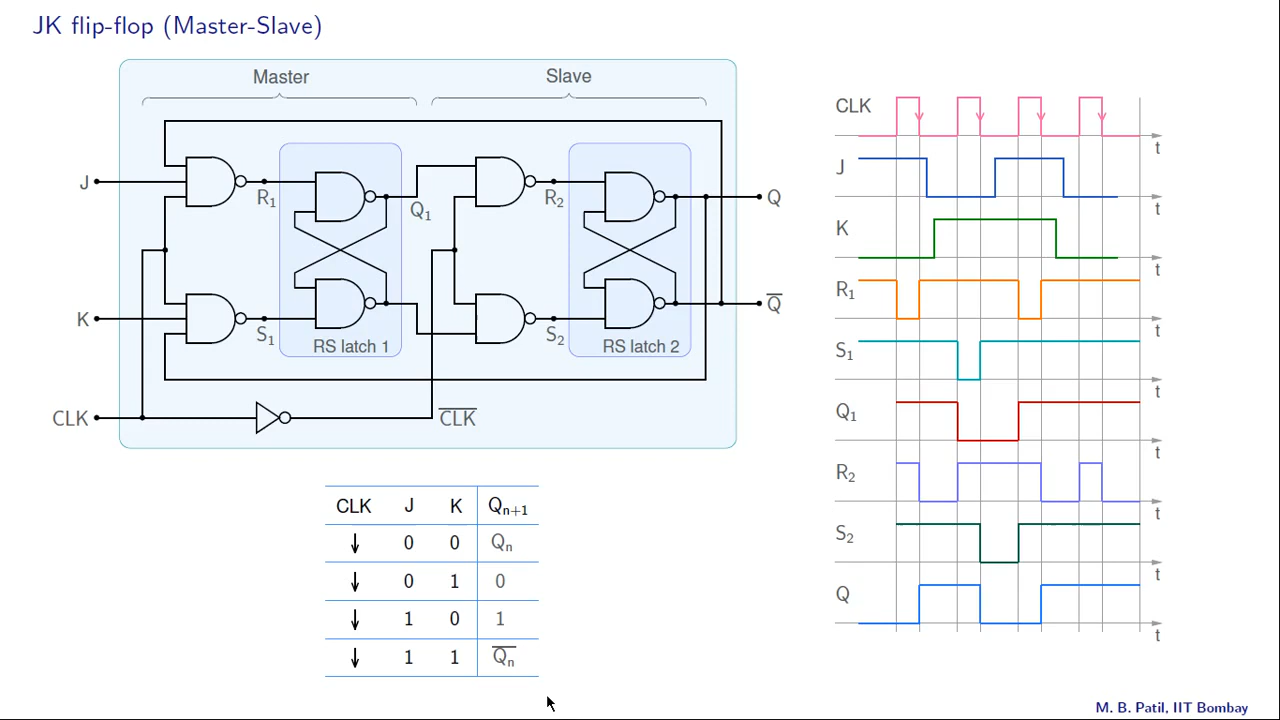 JK flip-flop (Master-Slave)
Master
Slave
J
R1
Q1
R2
Q
K
S1
S2
Q̅
RS latch 1
RS latch 2
CLK
C̅L̅K̅
CLK J K Qn+1
↓ 0 0 Qn
↓ 0 1 0
↓ 1 0 1
↓ 1 1 Q̅n̅
CLK
t
J
t
K
t
R1
t
S1
t
Q1
t
R2
t
S2
t
Q
t
M. B. Patil, IIT Bombay